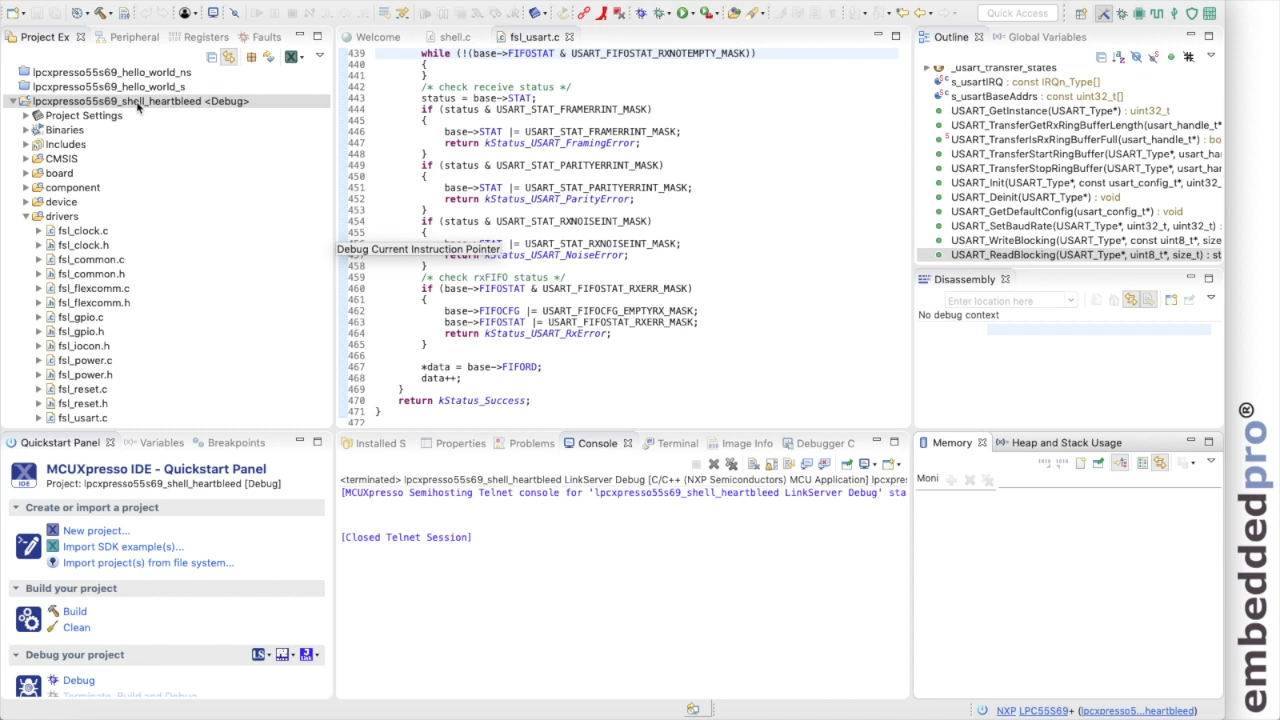 Quick Access
Project Ex
Peripheral
Registers
Faults
lpcxpresso55s69_hello_world_ns
lpcxpresso55s69_hello_world_s
lpcxpresso55s69_shell_heartbleed <Debug>
Project Settings
Binaries
Includes
CMSIS
board
component
device
drivers
fsl_clock.c
fsl_clock.h
fsl_common.c
fsl_common.h
fsl_flexcomm.c
fsl_flexcomm.h
fsl_gpio.c
fsl_gpio.h
fsl_iocon.h
fsl_power.c
fsl_power.h
fsl_reset.c
fsl_reset.h
fsl_usart.c
Welcome
shell.c
fsl_usart.c
439 while (!(base->FIFOSTAT & USART_FIFOSTAT_RXNOTEMPTY_MASK))
440 {
441 }
442 /* check receive status */
443 status = base->STAT;
444 if (status & USART_STAT_FRAMERRINT_MASK)
445 {
446 base->STAT |= USART_STAT_FRAMERRINT_MASK;
447 return kStatus_USART_FramingError;
448 }
449 if (status & USART_STAT_PARITYERRINT_MASK)
450 {
451 base->STAT |= USART_STAT_PARITYERRINT_MASK;
452 return kStatus_USART_ParityError;
453 }
454 if (status & USART_STAT_RXNOISEINT_MASK)
455 {
base->STAT |= USART_STAT_RXNOISEINT_MASK;
Debug Current Instruction Pointer
return kStatus_USART_NoiseError;
458 }
459 /* check rxFIFO status */
460 if (base->FIFOSTAT & USART_FIFOSTAT_RXERR_MASK)
461 {
462 base->FIFOCFG |= USART_FIFOCFG_EMPTYRX_MASK;
463 base->FIFOSTAT |= USART_FIFOSTAT_RXERR_MASK;
464 return kStatus_USART_RxError;
465 }
466
467 *data = base->FIFORD;
468 data++;
469 }
470 return kStatus_Success;
471 }
472
Outline
Global Variables
_usart_transfer_states
s_usartIRQ : const IRQn_Type[]
s_usartBaseAddrs : const uint32_t[]
USART_GetInstance(USART_Type*) : uint32_t
USART_TransferGetRxRingBufferLength(usart_handle_t*
USART_TransferIsRxRingBufferFull(usart_handle_t*) : bo
USART_TransferStartRingBuffer(USART_Type*, usart_ha
USART_TransferStopRingBuffer(USART_Type*, usart_ha
USART_Init(USART_Type*, const usart_config_t*, uint32_
USART_Deinit(USART_Type*) : void
USART_GetDefaultConfig(usart_config_t*) : void
USART_SetBaudRate(USART_Type*, uint32_t, uint32_t)
USART_WriteBlocking(USART_Type*, const uint8_t*, size
USART_ReadBlocking(USART_Type*, uint8_t*, size_t) : st
Disassembly
Enter location here
No debug context
Quickstart Panel
Variables
Breakpoints
IDE
MCUXpresso IDE - Quickstart Panel
Project: lpcxpresso55s69_shell_heartbleed [Debug]
Create or import a project
New project...
Import SDK example(s)...
Import project(s) from file system...
Build your project
Build
Clean
Debug your project
LS
Debug
Terminate, Build and Debug
Installed S
Properties
Problems
Console
Terminal
Image Info
Debugger C
<terminated> lpcxpresso55s69_shell_heartbleed LinkServer Debug [C/C++ (NXP Semiconductors) MCU Application] lpcxpres
[MCUXpresso Semihosting Telnet console for 'lpcxpresso55s69_shell_heartbleed LinkServer Debug' sta
[Closed Telnet Session]
Memory
Heap and Stack Usage
Moni
NXP LPC55S69+ (lpcxpresso5...heartbleed)
embeddedpro®